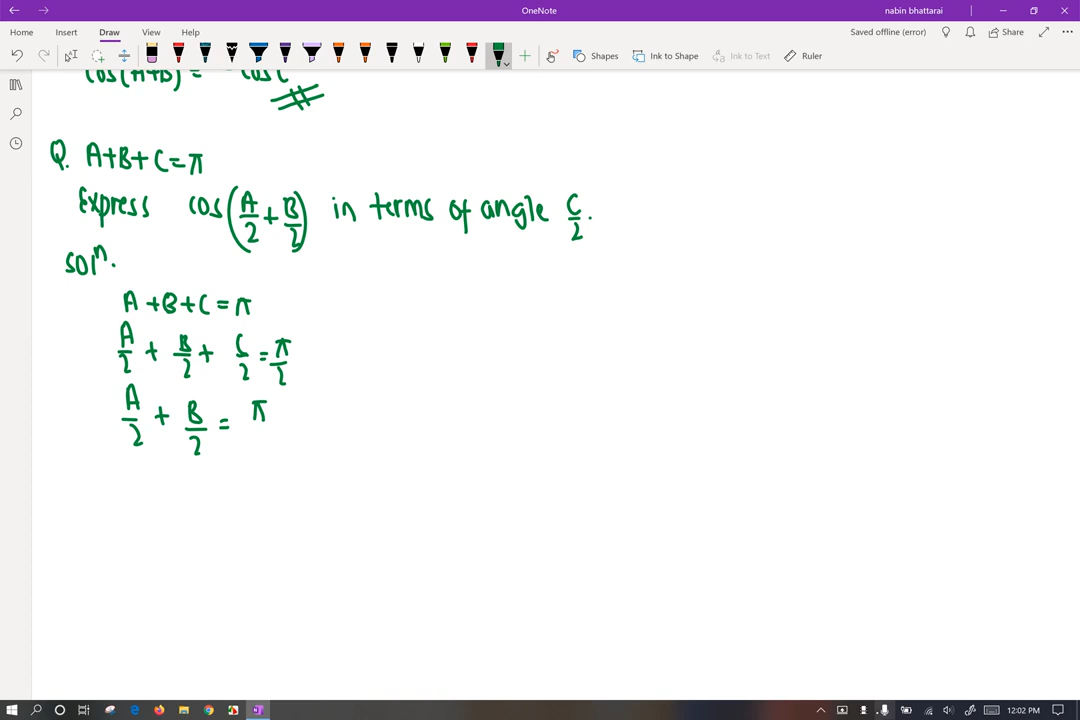 OneNote
nabin bhattarai
Home Insert Draw View Help
Saved offline (error) Share
Shapes Ink to Shape Ink to Text Ruler
cos(A+B) = - cos C
Q. A+B+C=π
Express cos(A/2 + B/2) in terms of angle C/2.
solⁿ.
A+B+C=π
A/2 + B/2 + C/2 = π/2
A/2 + B/2 = π
12:02 PM